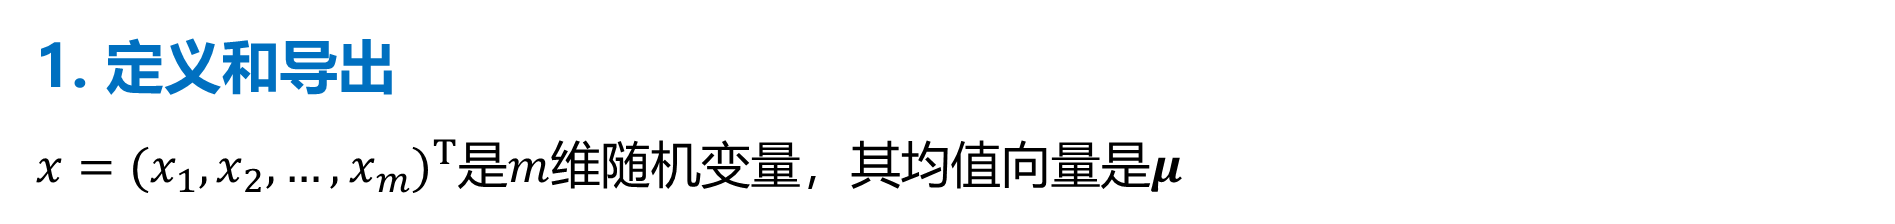 1. 定义和导出
x = (x₁, x₂, … , xₘ)ᵀ是m维随机变量，其均值向量是μ